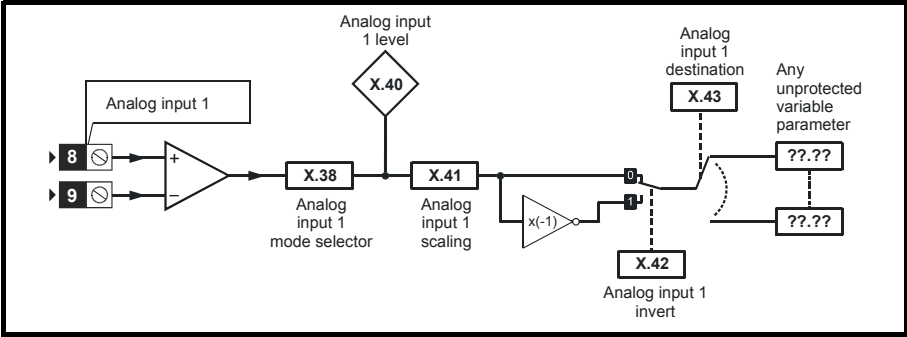 Analog input
1 level
X.40
Analog
input 1
destination
X.43
Any
unprotected
variable
parameter
Analog input 1
8
+
9
−
X.38
X.41
0
1
??.??
??.??
Analog
input 1
mode selector
Analog
input 1
scaling
x(-1)
X.42
Analog input 1
invert